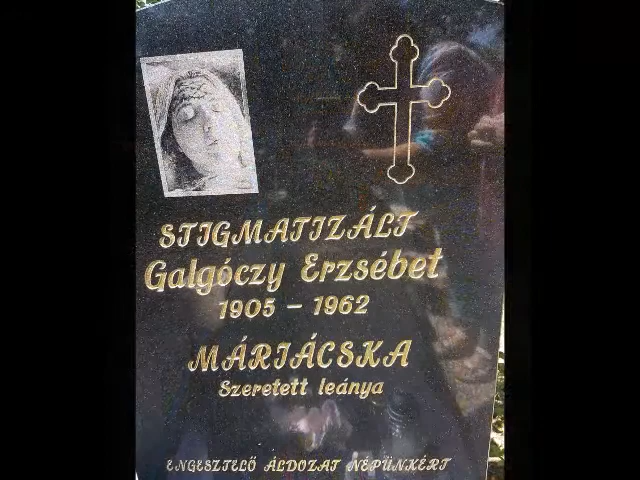 STIGMATIZÁLT
Galgóczy Erzsébet
1905 – 1962
MÁRIÁCSKA
Szeretett leánya
ENGESZTELŐ ÁLDOZAT NÉPÜNKÉRT